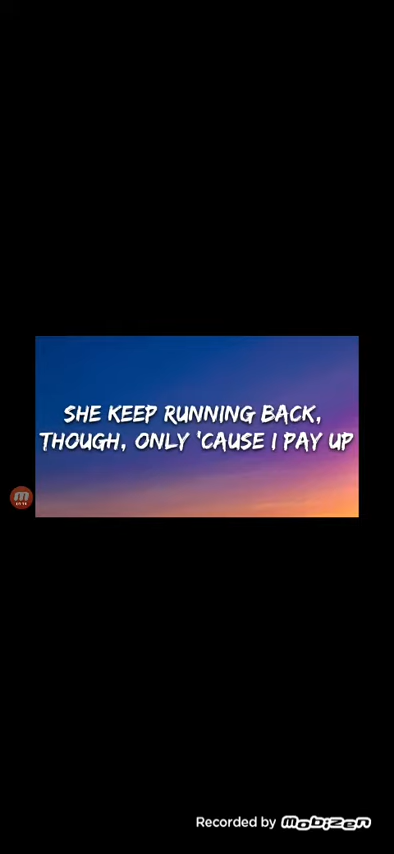 SHE KEEP RUNNING BACK,
THOUGH, ONLY 'CAUSE I PAY UP
Recorded by mobizen